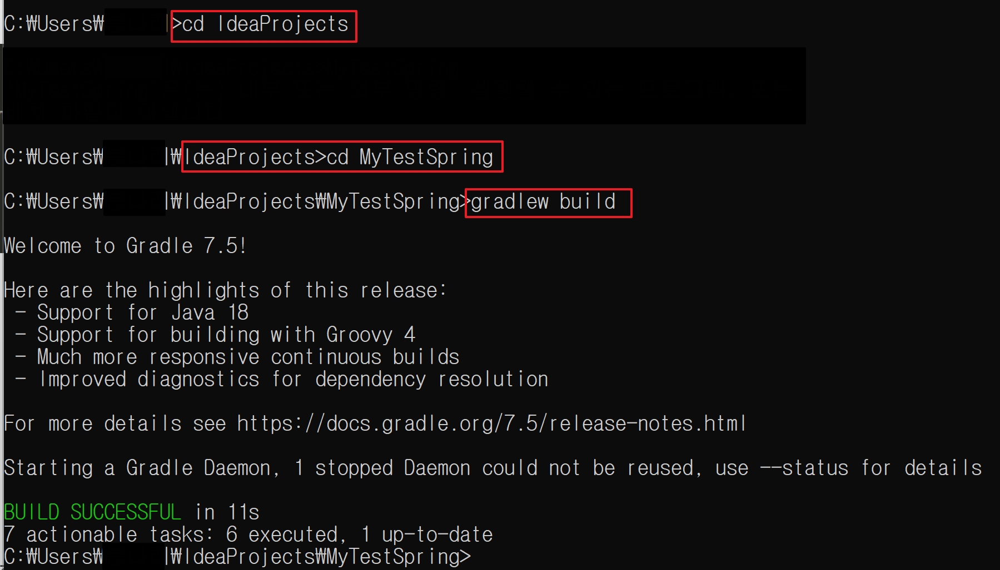 C:₩Users₩ >cd IdeaProjects
C:₩Users₩ ₩IdeaProjects>cd MyTestSpring
C:₩Users₩ ₩IdeaProjects₩MyTestSpring>gradlew build
Welcome to Gradle 7.5!
Here are the highlights of this release:
- Support for Java 18
- Support for building with Groovy 4
- Much more responsive continuous builds
- Improved diagnostics for dependency resolution
For more details see https://docs.gradle.org/7.5/release-notes.html
Starting a Gradle Daemon, 1 stopped Daemon could not be reused, use --status for details
BUILD SUCCESSFUL in 11s
7 actionable tasks: 6 executed, 1 up-to-date
C:₩Users₩ ₩IdeaProjects₩MyTestSpring>